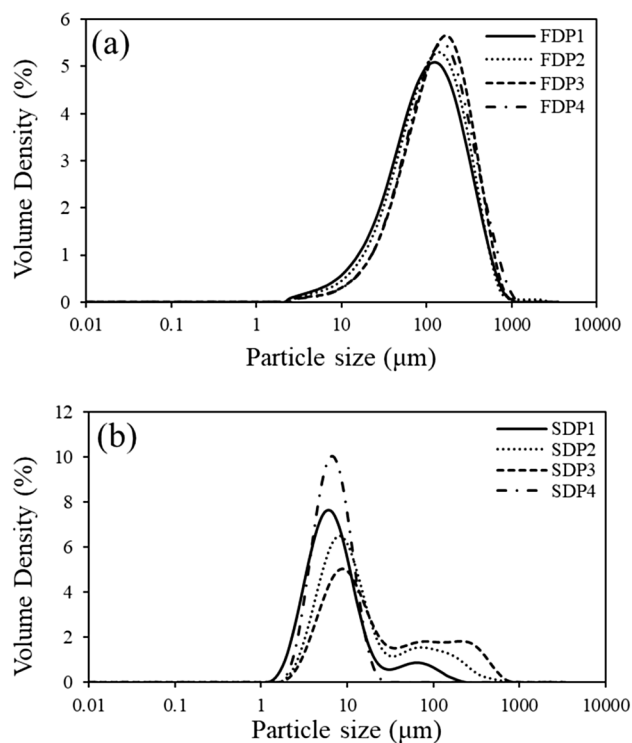 (a)
6
5
4
3
2
1
0
Volume Density (%)
FDP1
FDP2
FDP3
FDP4
0.01 0.1 1 10 100 1000 10000
Particle size (μm)
(b)
12
10
8
6
4
2
0
Volume Density (%)
SDP1
SDP2
SDP3
SDP4
0.01 0.1 1 10 100 1000 10000
Particle size (μm)